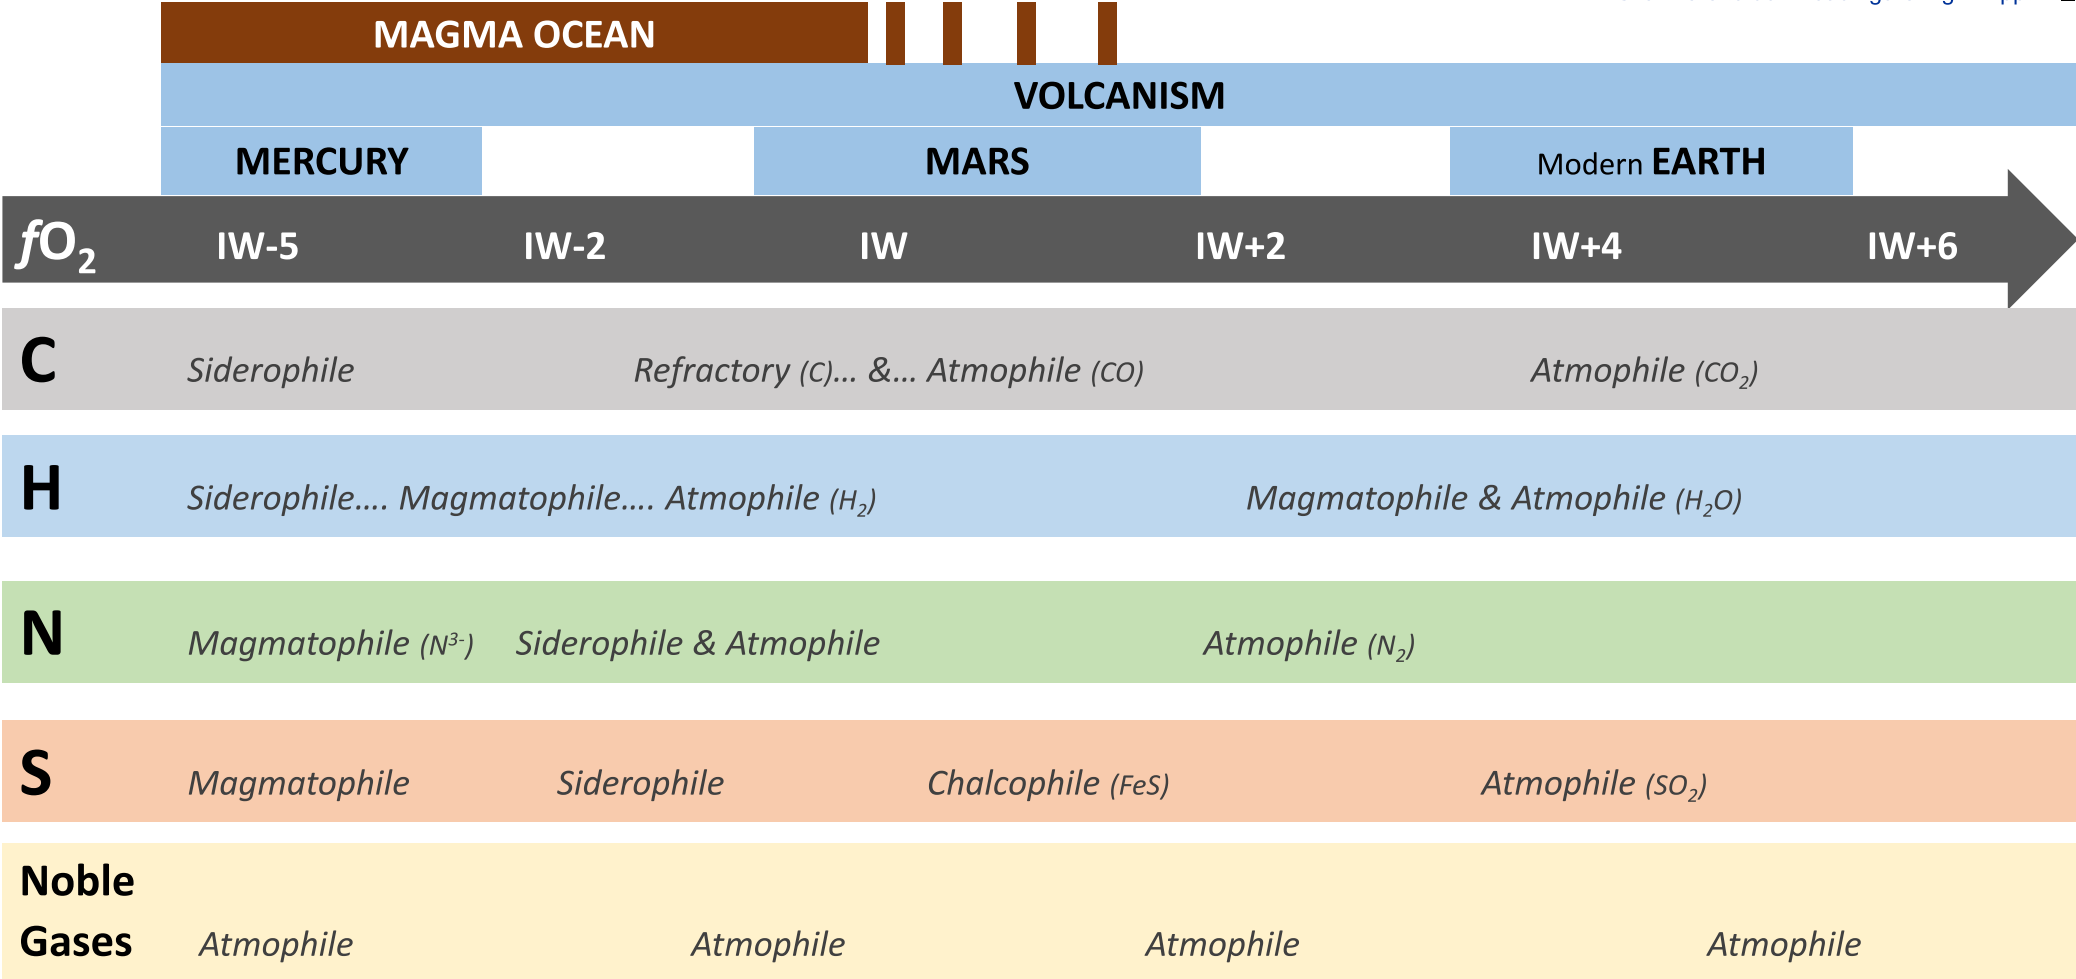 MAGMA OCEAN
VOLCANISM
MERCURY MARS Modern EARTH
fO₂ IW-5 IW-2 IW IW+2 IW+4 IW+6
C Siderophile Refractory (C)... &... Atmophile (CO) Atmophile (CO₂)
H Siderophile.... Magmatophile.... Atmophile (H₂) Magmatophile & Atmophile (H₂O)
N Magmatophile (N³⁻) Siderophile & Atmophile Atmophile (N₂)
S Magmatophile Siderophile Chalcophile (FeS) Atmophile (SO₂)
Noble
Gases Atmophile Atmophile Atmophile Atmophile